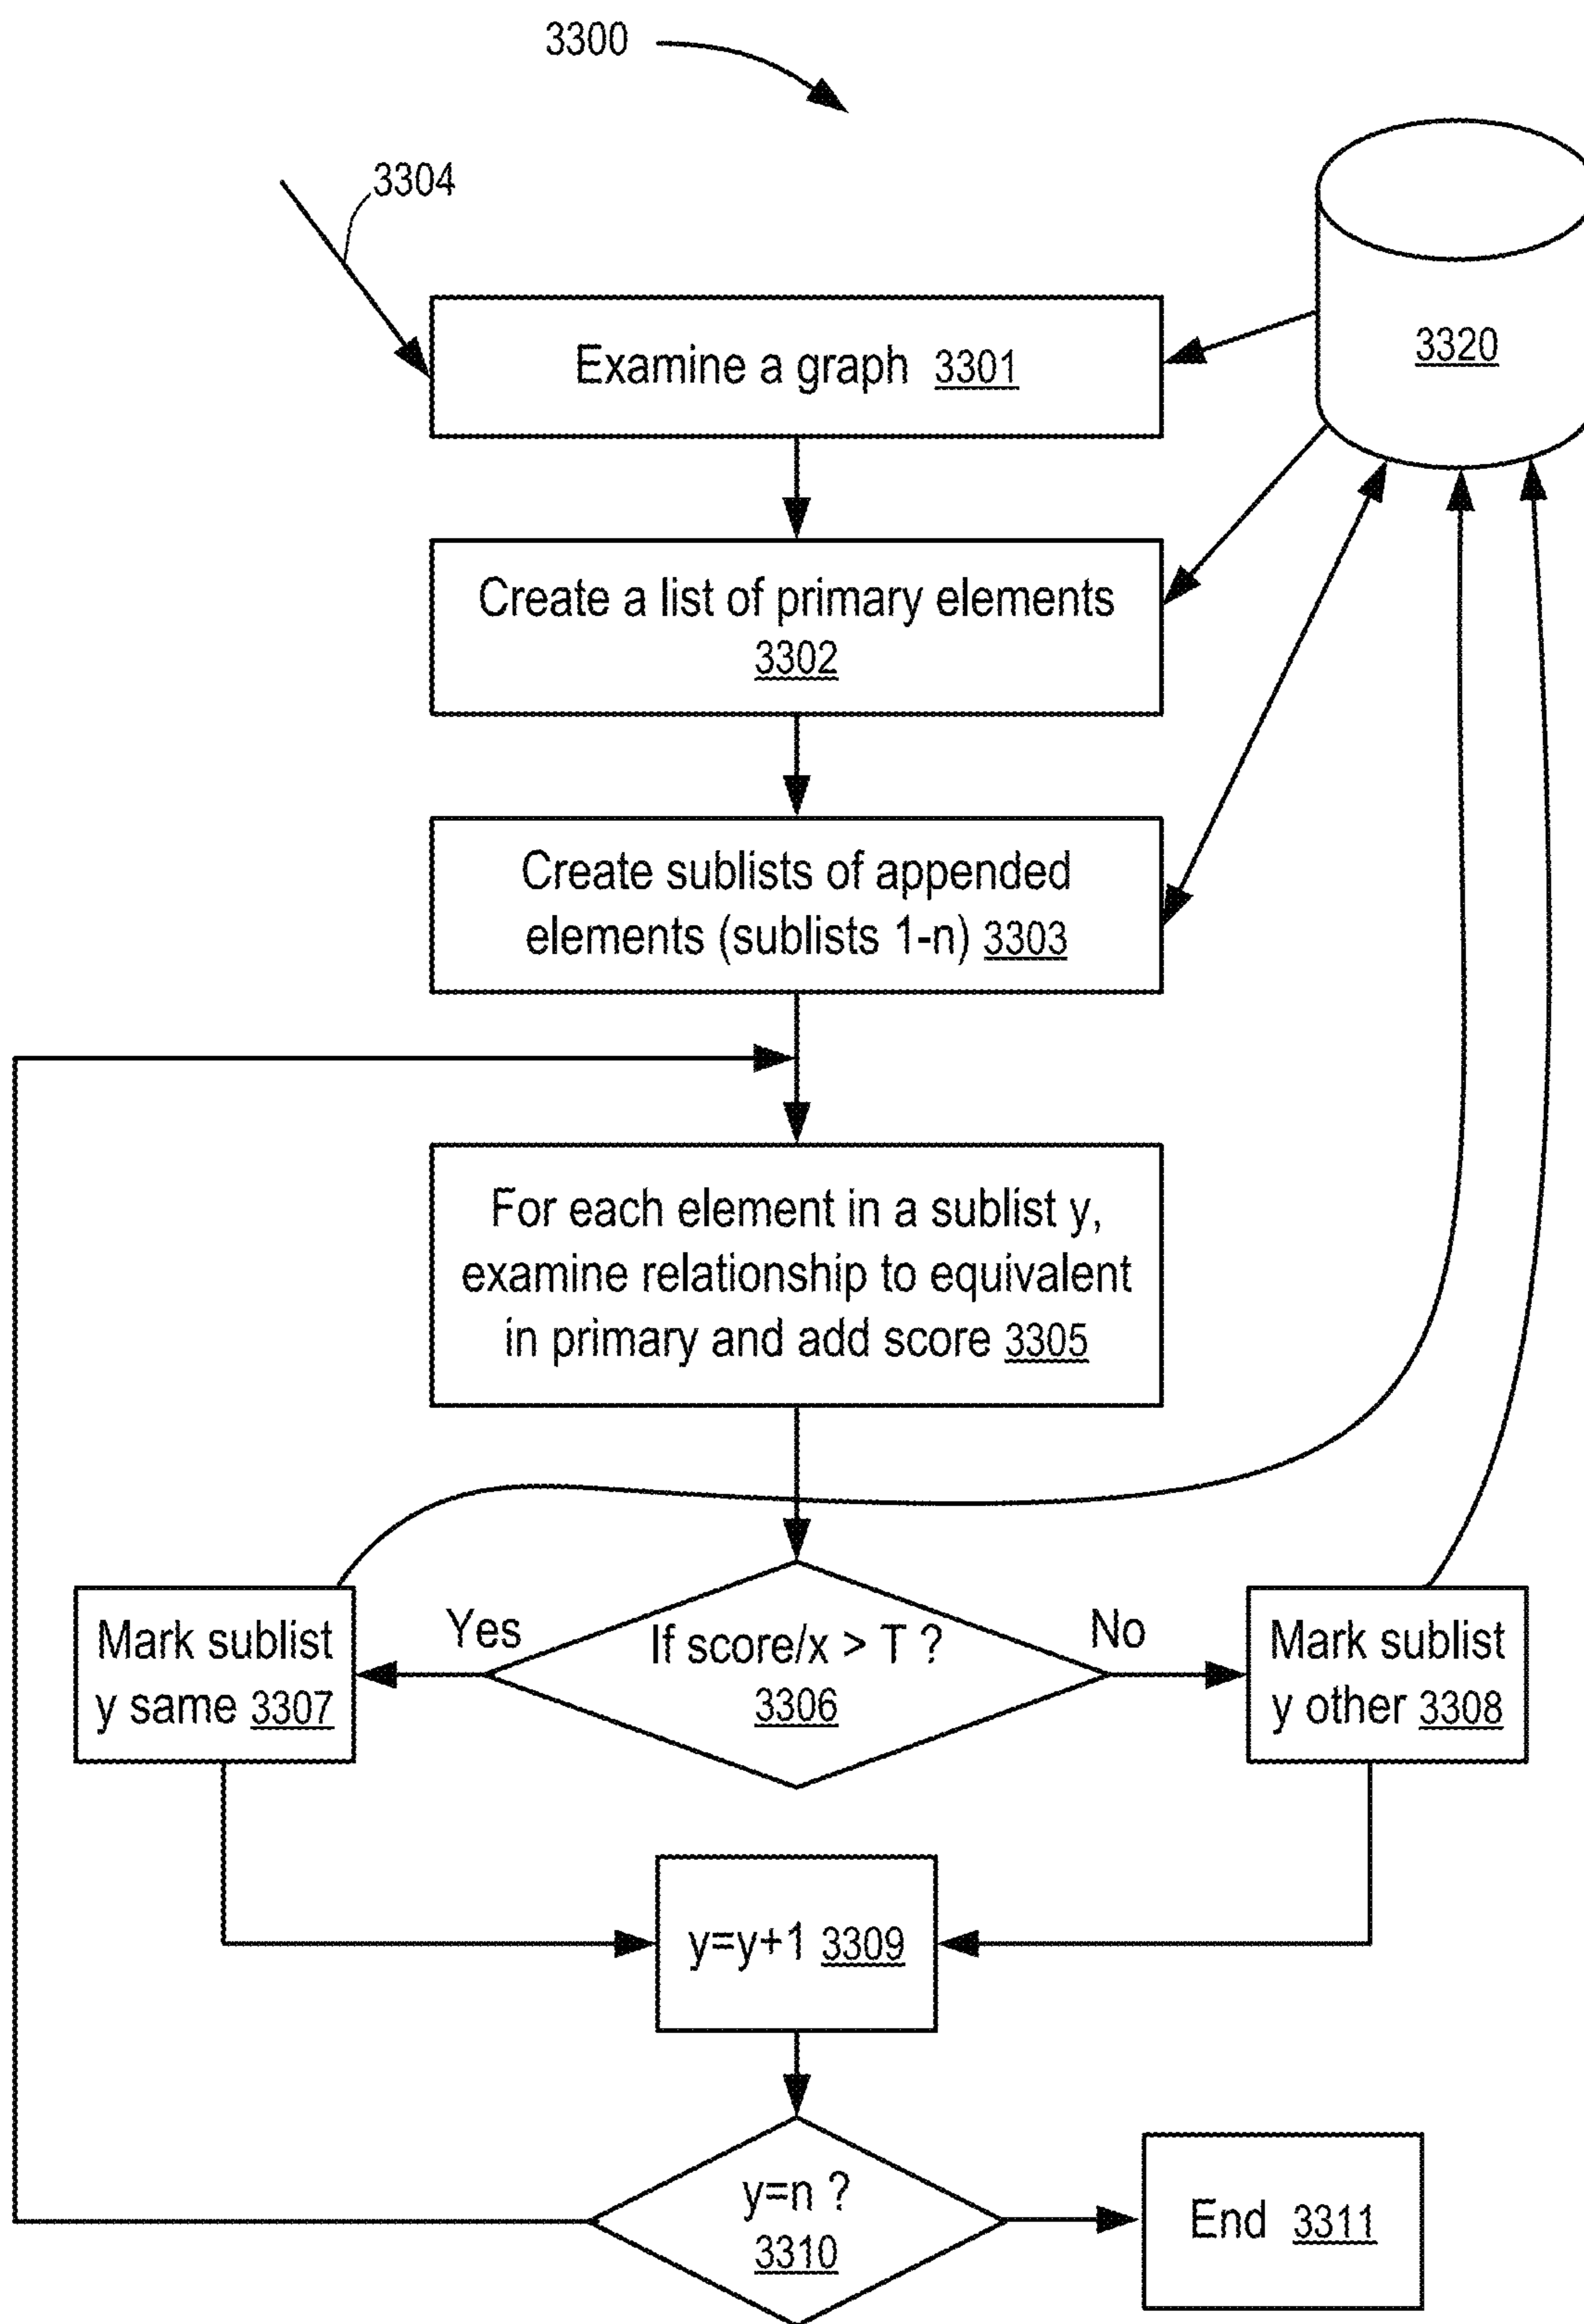 3300
3304
3320
Examine a graph 3301
Create a list of primary elements
3302
Create sublists of appended
elements (sublists 1-n) 3303
For each element in a sublist y,
examine relationship to equivalent
in primary and add score 3305
Yes
If score/x > T ?
3306
No
Mark sublist
y same 3307
Mark sublist
y other 3308
y=y+1 3309
y=n ?
3310
End 3311